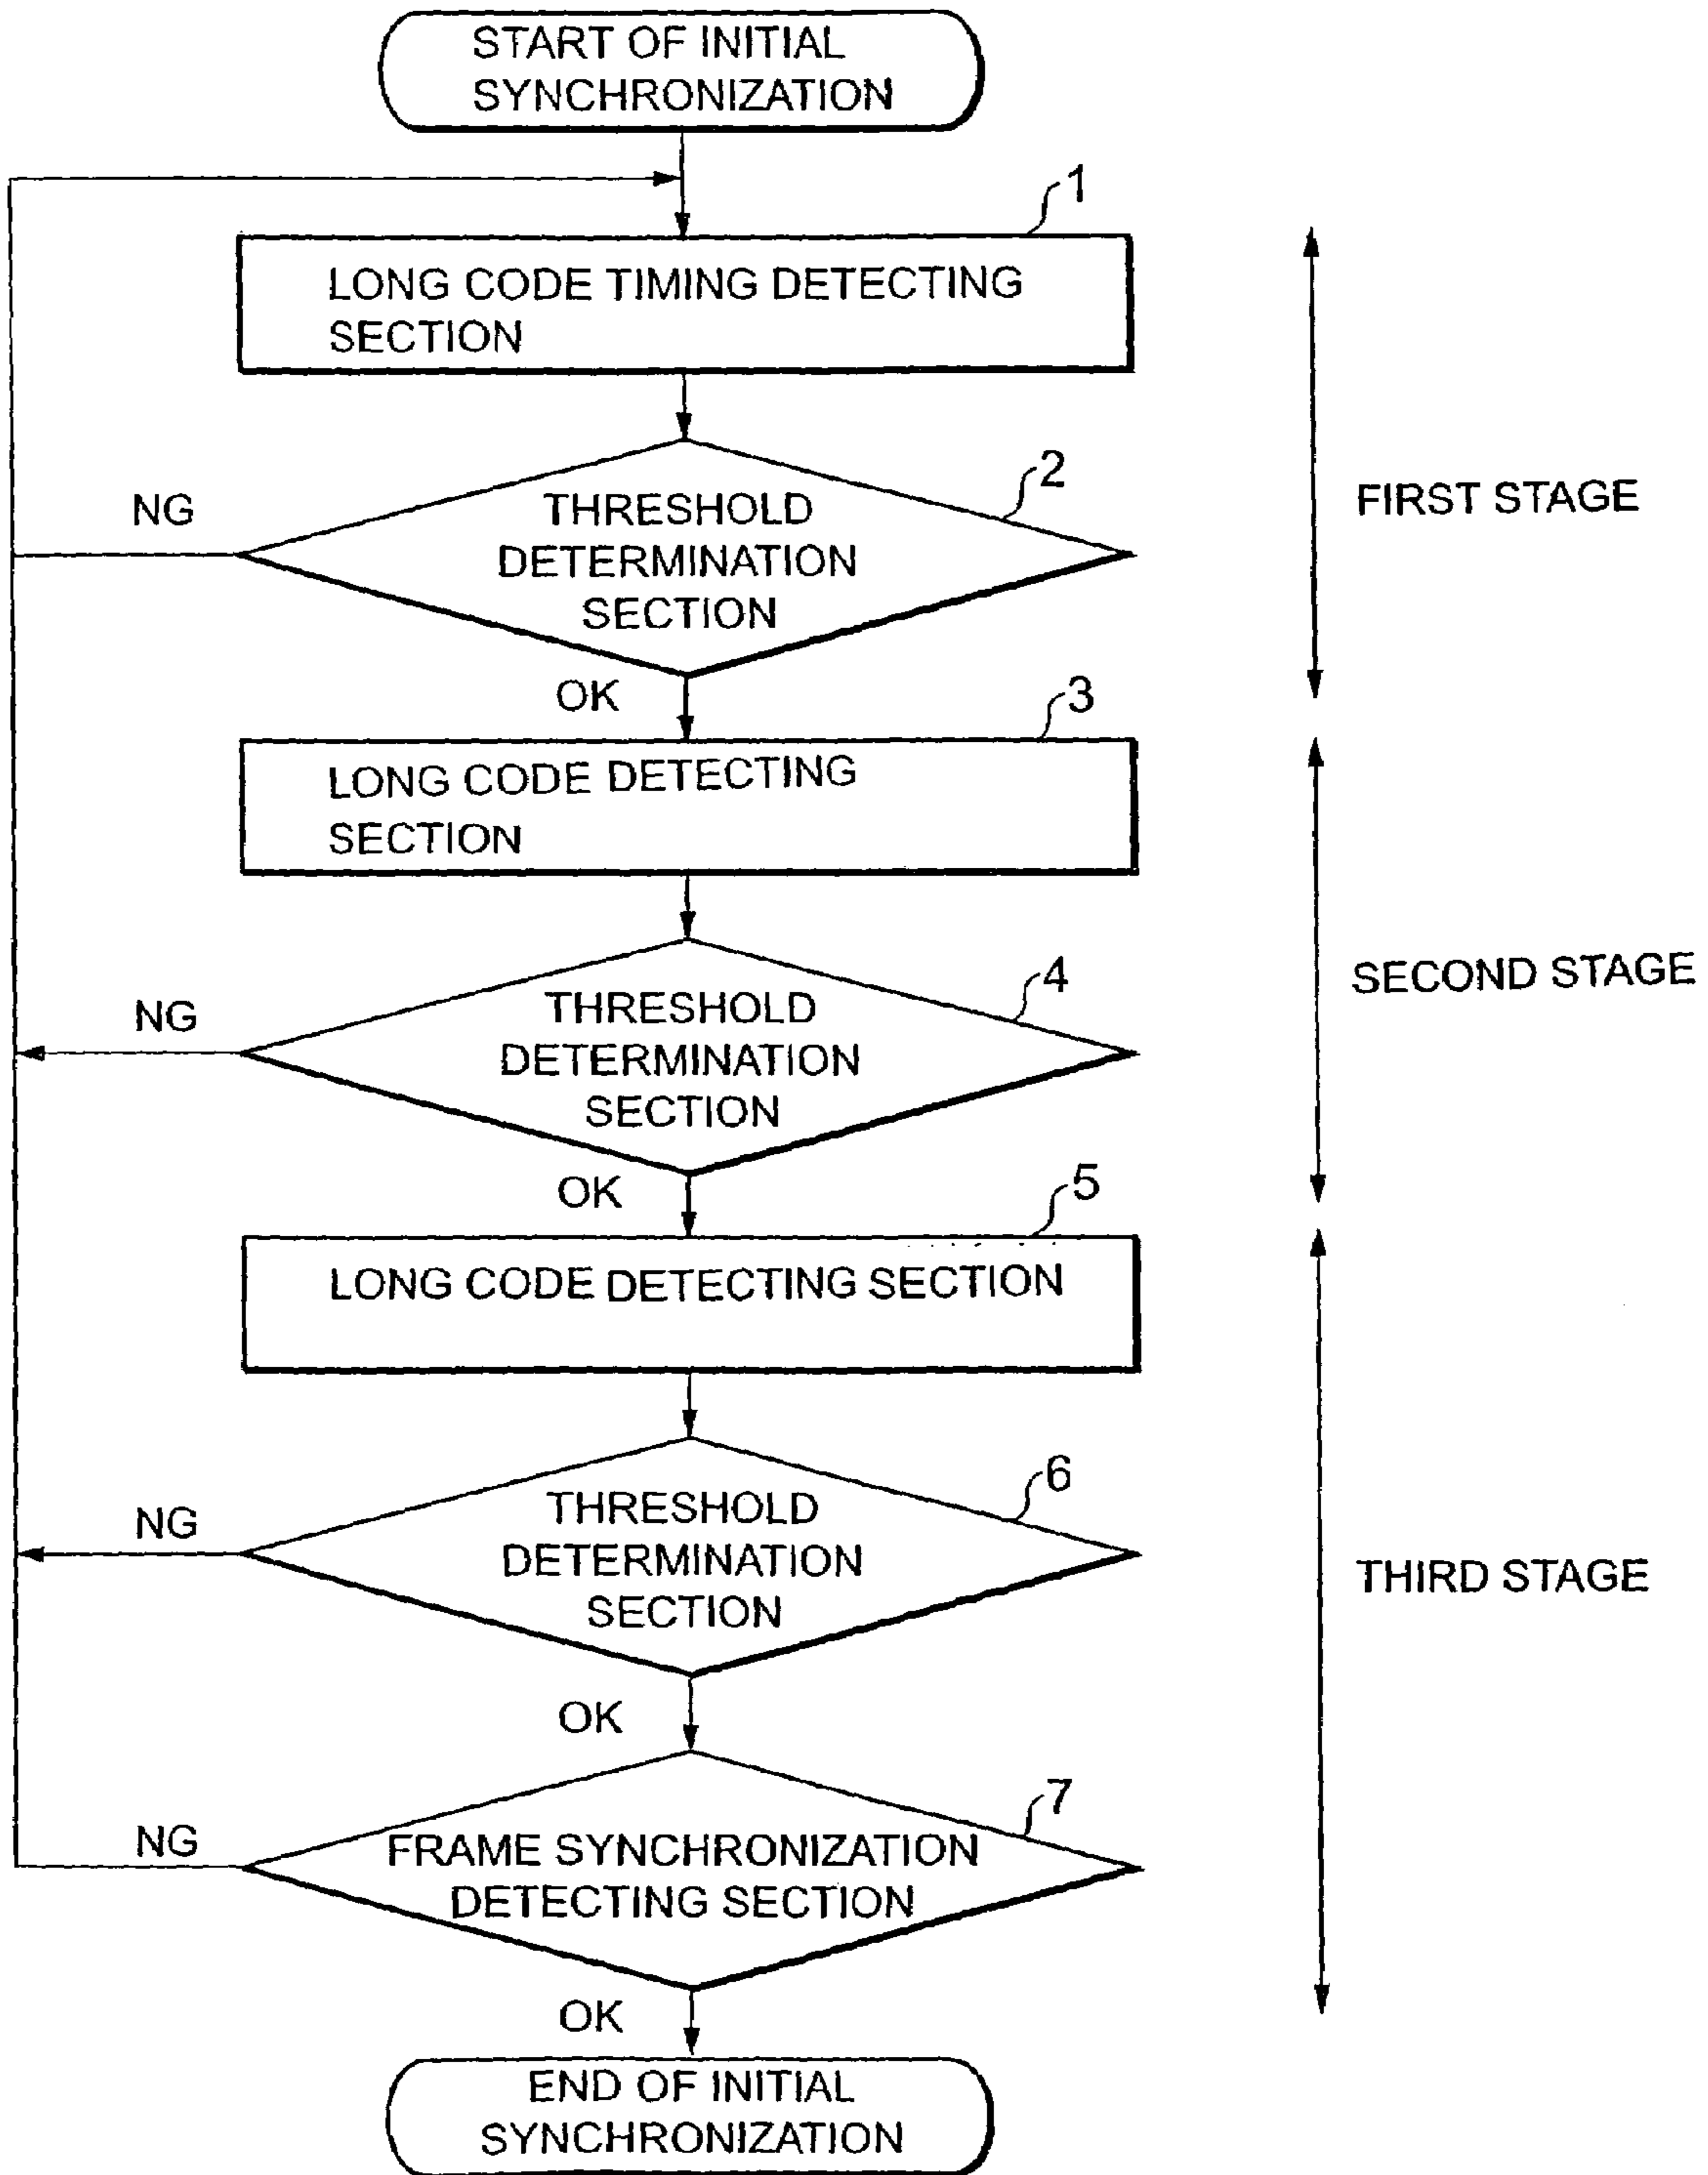 START OF INITIAL
SYNCHRONIZATION
1
LONG CODE TIMING DETECTING
SECTION
2
NG
THRESHOLD
DETERMINATION
SECTION
FIRST STAGE
OK
3
LONG CODE DETECTING
SECTION
4
NG
THRESHOLD
DETERMINATION
SECTION
SECOND STAGE
OK
5
LONG CODE DETECTING SECTION
6
NG
THRESHOLD
DETERMINATION
SECTION
THIRD STAGE
OK
7
NG
FRAME SYNCHRONIZATION
DETECTING SECTION
OK
END OF INITIAL
SYNCHRONIZATION